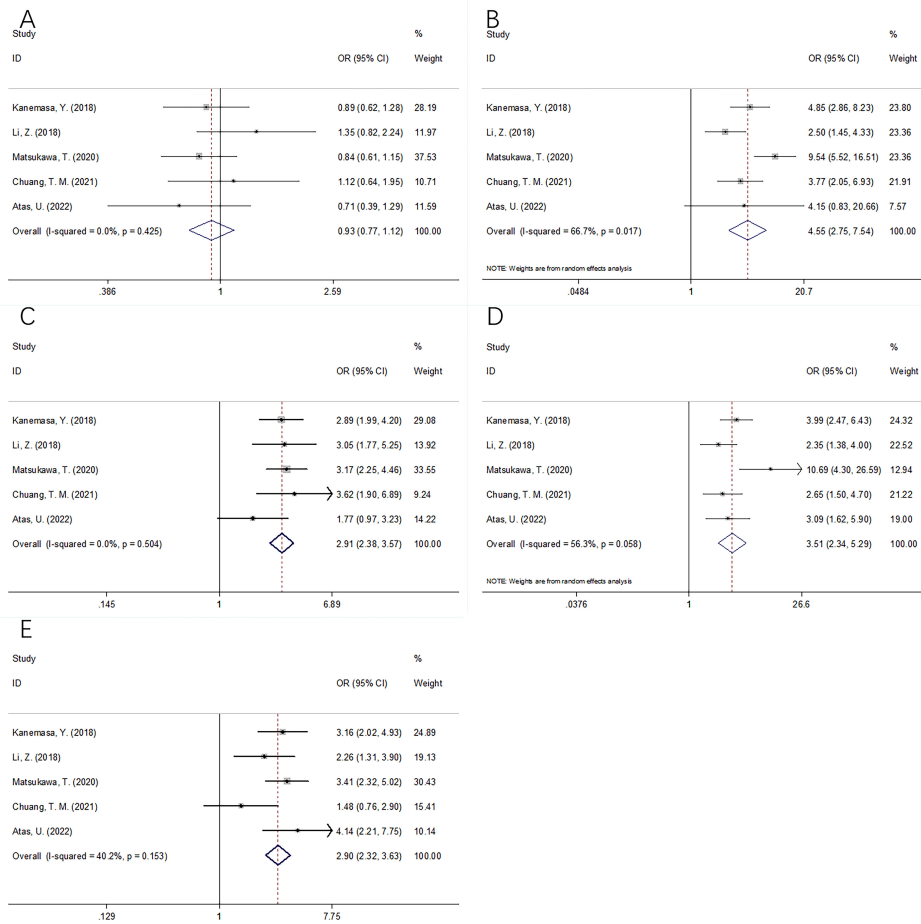 A
Study %
ID OR (95% CI) Weight
Kanemasa, Y. (2018) 0.89 (0.62, 1.28) 28.19
Li, Z. (2018) 1.35 (0.82, 2.24) 11.97
Matsukawa, T. (2020) 0.84 (0.61, 1.15) 37.53
Chuang, T. M. (2021) 1.12 (0.64, 1.95) 10.71
Atas, U. (2022) 0.71 (0.39, 1.29) 11.59
Overall (I-squared = 0.0%, p = 0.425) 0.93 (0.77, 1.12) 100.00
.386 1 2.59
B
Study %
ID OR (95% CI) Weight
Kanemasa, Y. (2018) 4.85 (2.86, 8.23) 23.80
Li, Z. (2018) 2.50 (1.45, 4.33) 23.36
Matsukawa, T. (2020) 9.54 (5.52, 16.51) 23.36
Chuang, T. M. (2021) 3.77 (2.05, 6.93) 21.91
Atas, U. (2022) 4.15 (0.83, 20.66) 7.57
Overall (I-squared = 66.7%, p = 0.017) 4.55 (2.75, 7.54) 100.00
NOTE: Weights are from random effects analysis
.0484 1 20.7
C
Study %
ID OR (95% CI) Weight
Kanemasa, Y. (2018) 2.89 (1.99, 4.20) 29.08
Li, Z. (2018) 3.05 (1.77, 5.25) 13.92
Matsukawa, T. (2020) 3.17 (2.25, 4.46) 33.55
Chuang, T. M. (2021) 3.62 (1.90, 6.89) 9.24
Atas, U. (2022) 1.77 (0.97, 3.23) 14.22
Overall (I-squared = 0.0%, p = 0.504) 2.91 (2.38, 3.57) 100.00
.145 1 6.89
D
Study %
ID OR (95% CI) Weight
Kanemasa, Y. (2018) 3.99 (2.47, 6.43) 24.32
Li, Z. (2018) 2.35 (1.38, 4.00) 22.52
Matsukawa, T. (2020) 10.69 (4.30, 26.59) 12.94
Chuang, T. M. (2021) 2.65 (1.50, 4.70) 21.22
Atas, U. (2022) 3.09 (1.62, 5.90) 19.00
Overall (I-squared = 56.3%, p = 0.058) 3.51 (2.34, 5.29) 100.00
NOTE: Weights are from random effects analysis
.0376 1 26.6
E
Study %
ID OR (95% CI) Weight
Kanemasa, Y. (2018) 3.16 (2.02, 4.93) 24.89
Li, Z. (2018) 2.26 (1.31, 3.90) 19.13
Matsukawa, T. (2020) 3.41 (2.32, 5.02) 30.43
Chuang, T. M. (2021) 1.48 (0.76, 2.90) 15.41
Atas, U. (2022) 4.14 (2.21, 7.75) 10.14
Overall (I-squared = 40.2%, p = 0.153) 2.90 (2.32, 3.63) 100.00
.129 1 7.75